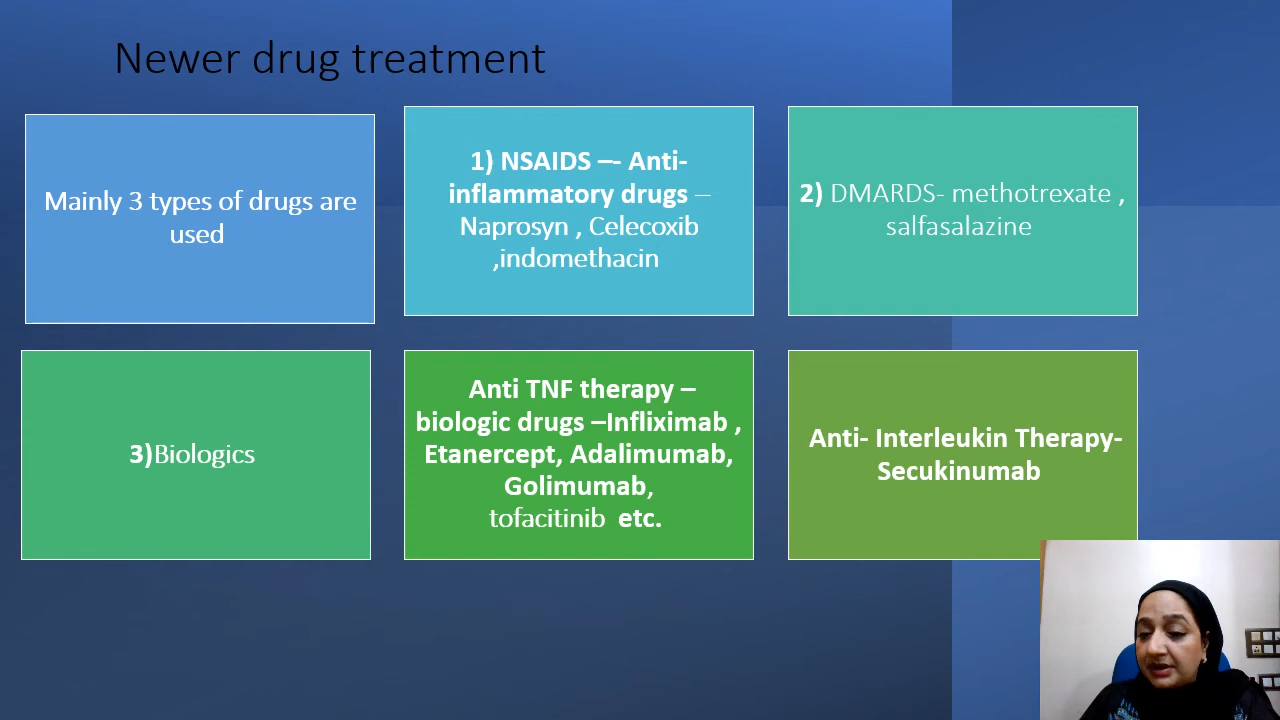 Newer drug treatment
Mainly 3 types of drugs are
used
1) NSAIDS –- Anti-
inflammatory drugs –
Naprosyn , Celecoxib
,indomethacin
2) DMARDS- methotrexate ,
salfasalazine
3)Biologics
Anti TNF therapy –
biologic drugs –Infliximab ,
Etanercept, Adalimumab,
Golimumab,
tofacitinib etc.
Anti- Interleukin Therapy-
Secukinumab